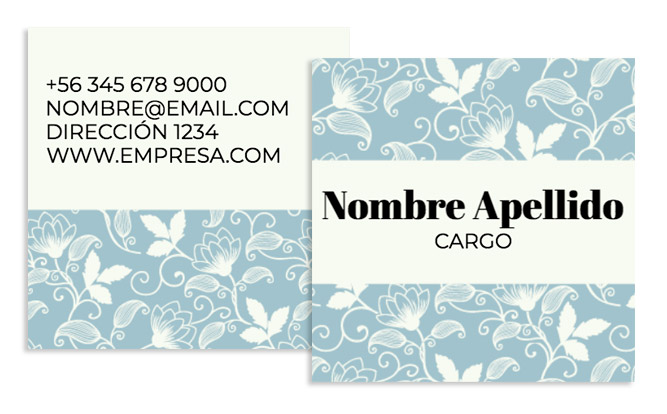 +56 345 678 9000
NOMBRE@EMAIL.COM
DIRECCIÓN 1234
WWW.EMPRESA.COM
Nombre Apellido
CARGO